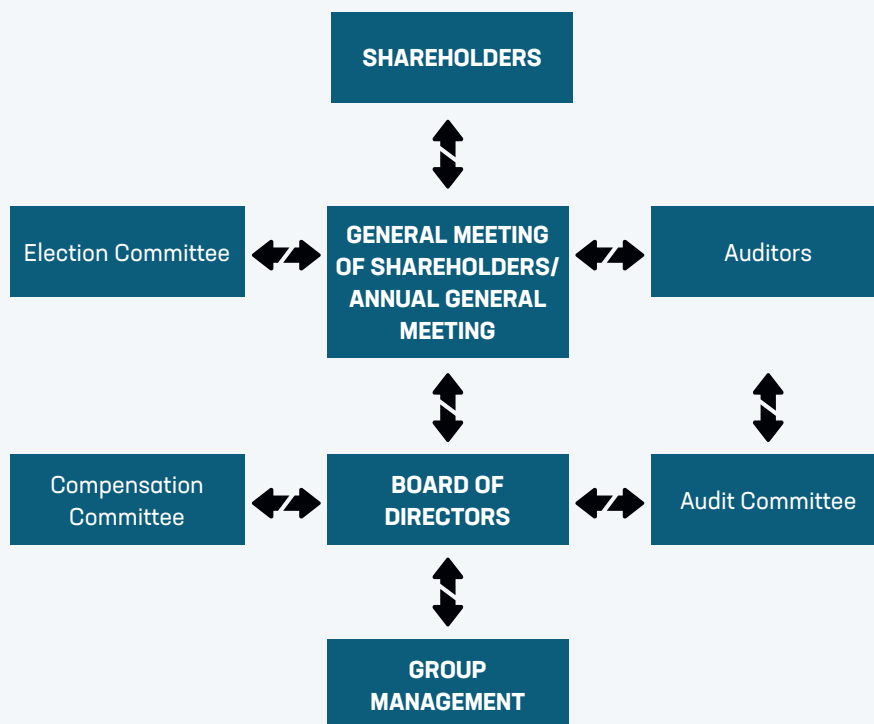 SHAREHOLDERS
Election Committee
GENERAL MEETING
OF SHAREHOLDERS/
ANNUAL GENERAL
MEETING
Auditors
Compensation
Committee
BOARD OF
DIRECTORS
Audit Committee
GROUP
MANAGEMENT